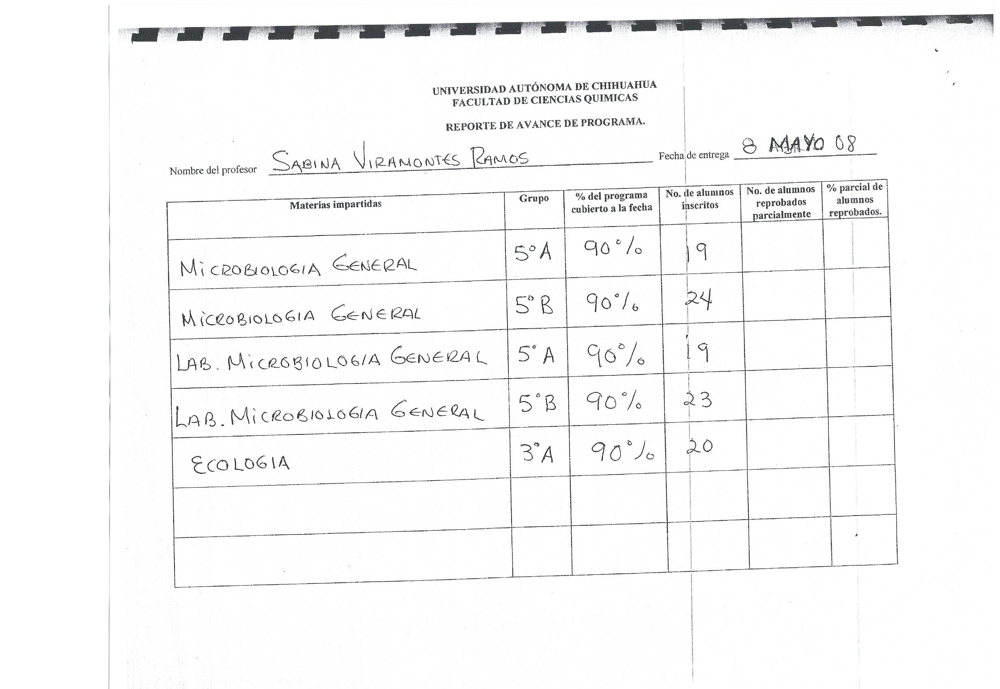 UNIVERSIDAD AUTÓNOMA DE CHIHUAHUA
FACULTAD DE CIENCIAS QUIMICAS
REPORTE DE AVANCE DE PROGRAMA.
Nombre del profesor SABINA VIRAMONTES RAMOS Fecha de entrega 8 MAYO 08
Materias impartidas Grupo % del programa cubierto a la fecha No. de alumnos inscritos No. de alumnos reprobados parcialmente % parcial de alumnos reprobados.
MiCROBIOLOGIA GENERAL 5°A 90% 19
MiCROBIOLOGIA GENERAL 5°B 90% 24
LAB. MiCROBIOLOGIA GENERAL 5°A 90% 19
LAB. MiCROBIOLOGIA GENERAL 5°B 90% 23
ECOLOGIA 3°A 90% 20